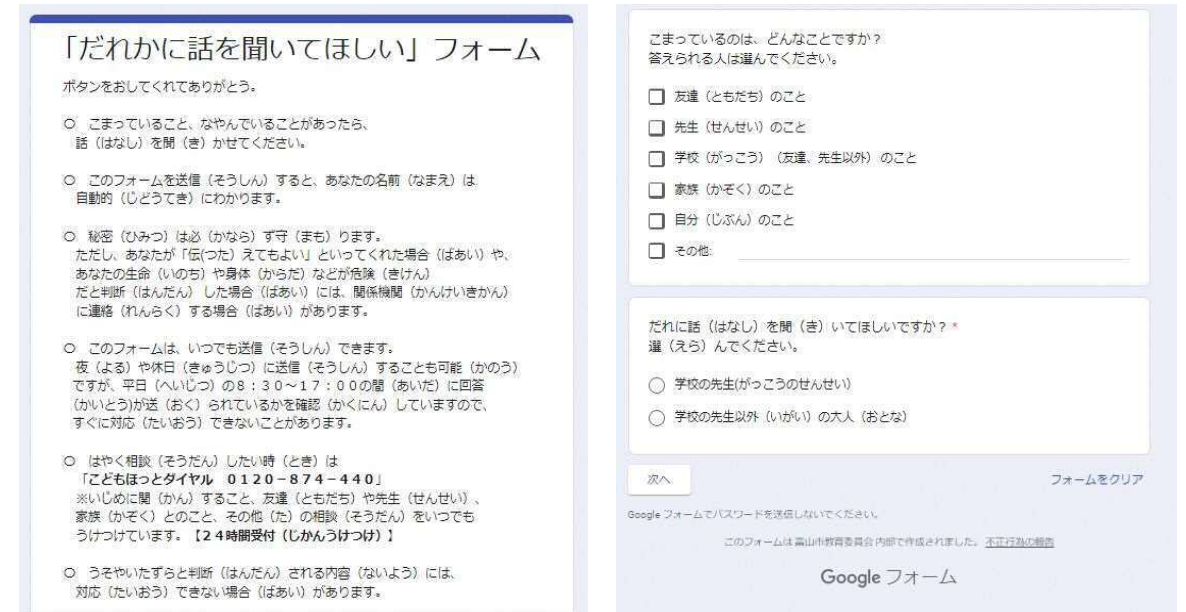 「だれかに話を聞いてほしい」フォーム
ボタンをおしてくれてありがとう。
○　こまっていること、なやんでいることがあったら、
話（はなし）を聞（き）かせてください。
○　このフォームを送信（そうしん）すると、あなたの名前（なまえ）は
自動的（じどうてき）にわかります。
○　秘密（ひみつ）は必（かなら）ず守（まも）ります。
ただし、あなたが「伝(つた）えてもよい」といってくれた場合（ばあい）や、
あなたの生命（いのち）や身体（からだ）などが危険（きけん）
だと判断（はんだん） した場合（ばあい）には、関係機関（かんけいきかん）
に連絡（れんらく）する場合（ばあい）があります。
○　このフォームは、いつでも送信（そうしん）できます。
夜（よる）や休日（きゅうじつ）に送信（そうしん）することも可能（かのう）
ですが、平日（へいじつ）の８：３０～１７：００の間（あいだ）に回答
（かいとう)が送（おく）られているかを確認（かくにん）していますので、
すぐに対応（たいおう）できないことがあります。
○　はやく相談（そうだん）したい時（とき）は
「こどもほっとダイヤル　０１２０－８７４－４４０」
※いじめに関（かん）すること、友達（ともだち）や先生（せんせい）、
家族（かぞく）とのこと、その他（た）の相談（そうだん）をいつでも
うけつけています。【２４時間受付（じかんうけつけ）】
○　うそやいたずらと判断（はんだん）される内容（ないよう）には、
対応（たいおう）できない場合（ばあい）があります。
こまっているのは、どんなことですか？
答えられる人は選んでください。
友達（ともだち）のこと
先生（せんせい）のこと
学校（がっこう）（友達、先生以外）のこと
家族（かぞく）のこと
自分（じぶん）のこと
その他:
だれに話（はなし）を聞（き）いてほしいですか？ *
選（えら）んでください。
学校の先生(がっこうのせんせい）
学校の先生以外（いがい）の大人（おとな）
次へ
フォームをクリア
Google フォームでパスワードを送信しないでください。
このフォームは 富山市教育委員会 内部で作成されました。 不正行為の報告
Google フォーム